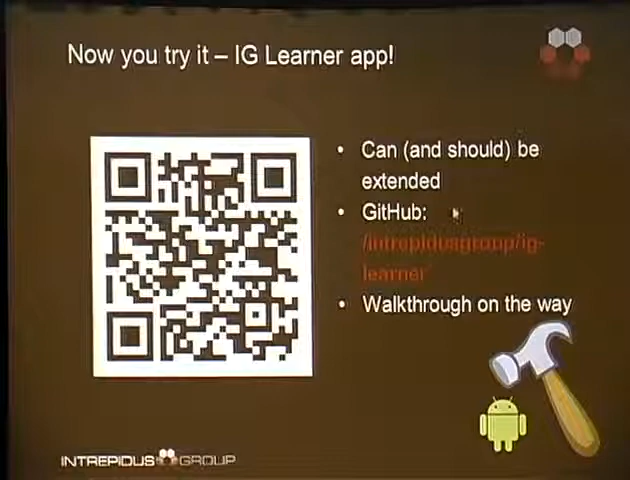 Now you try it – IG Learner app!
• Can (and should) be
extended
• GitHub:
/intrepidusgroup/ig-
learner
• Walkthrough on the way
INTREPIDUS GROUP